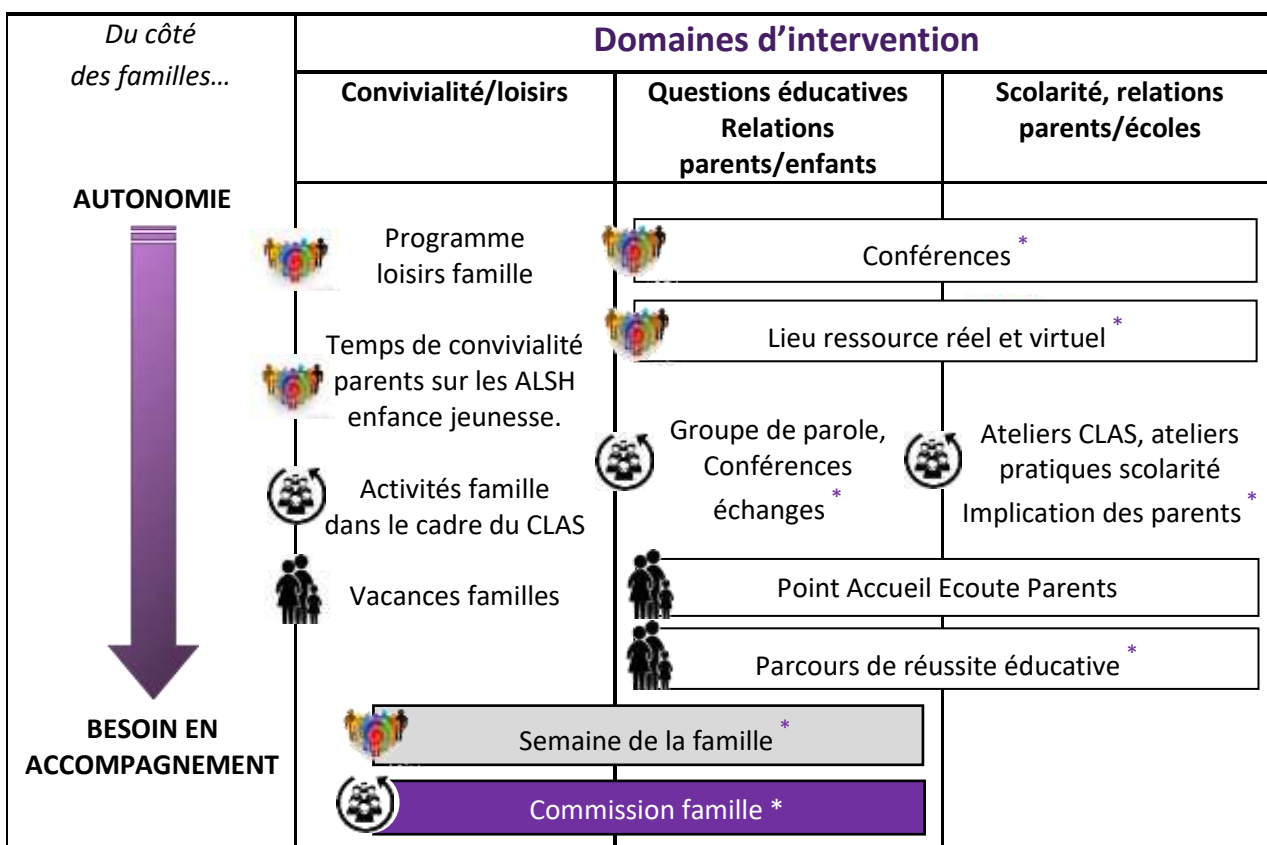 Du côté
des familles…
Domaines d’intervention
Convivialité/loisirs
Questions éducatives
Relations
parents/enfants
Scolarité, relations
parents/écoles
AUTONOMIE
Programme
loisirs famille
Conférences *
Lieu ressource réel et virtuel *
Temps de convivialité
parents sur les ALSH
enfance jeunesse.
Groupe de parole,
Conférences
échanges *
Ateliers CLAS, ateliers
pratiques scolarité
Implication des parents *
Activités famille
dans le cadre du CLAS
Vacances familles
Point Accueil Ecoute Parents
Parcours de réussite éducative *
BESOIN EN
ACCOMPAGNEMENT
Semaine de la famille *
Commission famille *